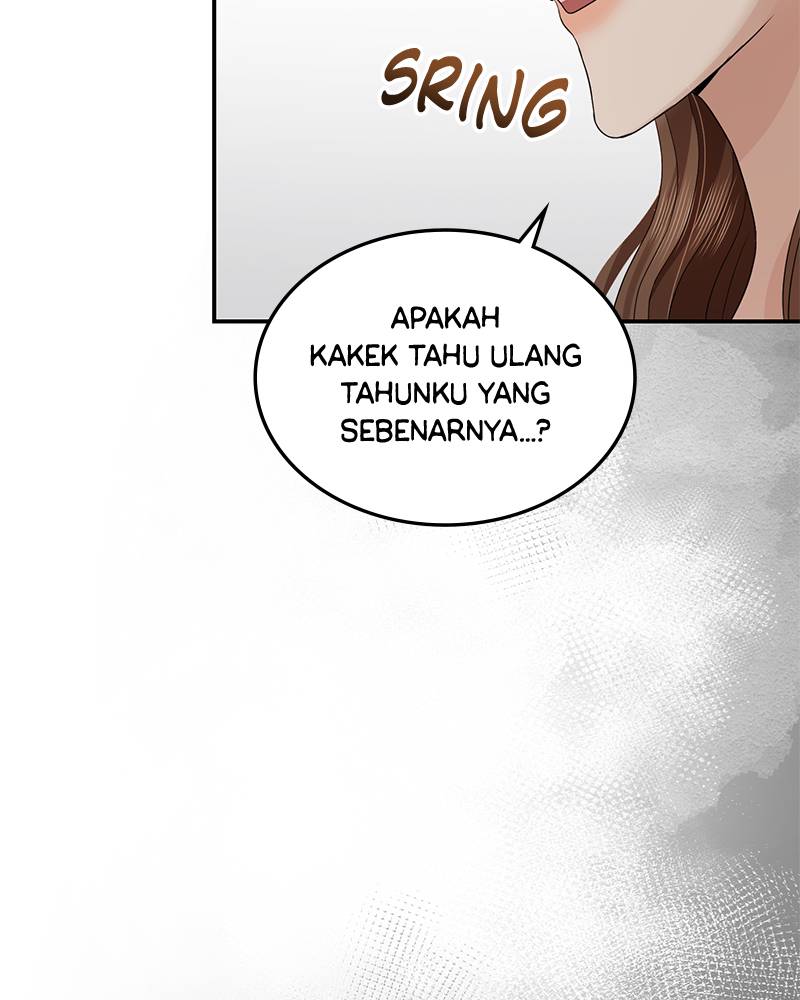 SRING
APAKAH
KAKEK TAHU ULANG
TAHUNKU YANG
SEBENARNYA...?